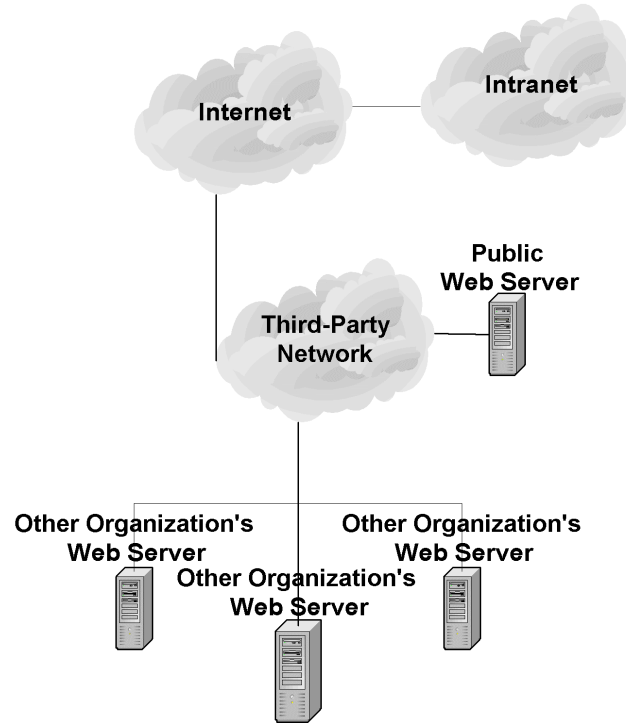 Internet
Intranet
Public
Web Server
Third-Party
Network
Other Organization's
Web Server
Other Organization's
Web Server
Other Organization's
Web Server